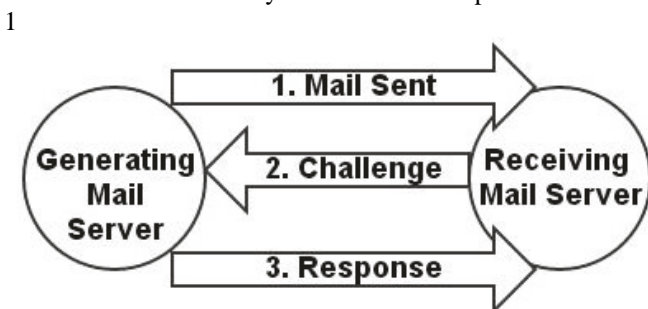 1
1. Mail Sent
Generating
Mail
Server
2. Challenge
Receiving
Mail Server
3. Response